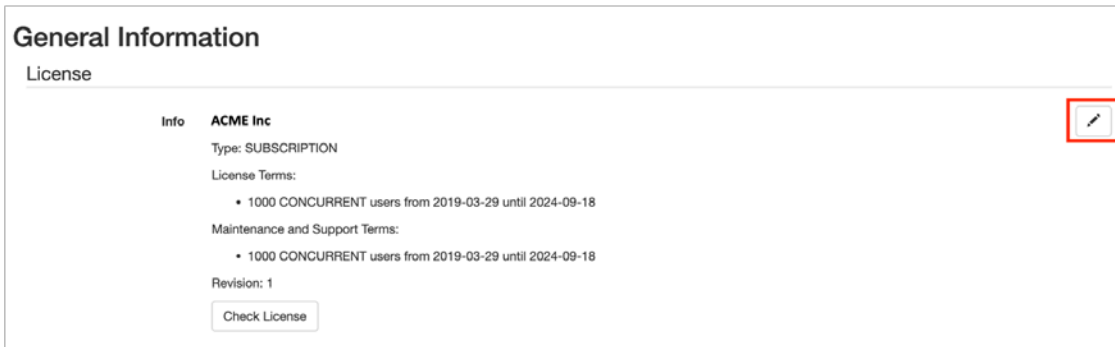 General Information
License
Info ACME Inc
Type: SUBSCRIPTION
License Terms:
• 1000 CONCURRENT users from 2019-03-29 until 2024-09-18
Maintenance and Support Terms:
• 1000 CONCURRENT users from 2019-03-29 until 2024-09-18
Revision: 1
Check License